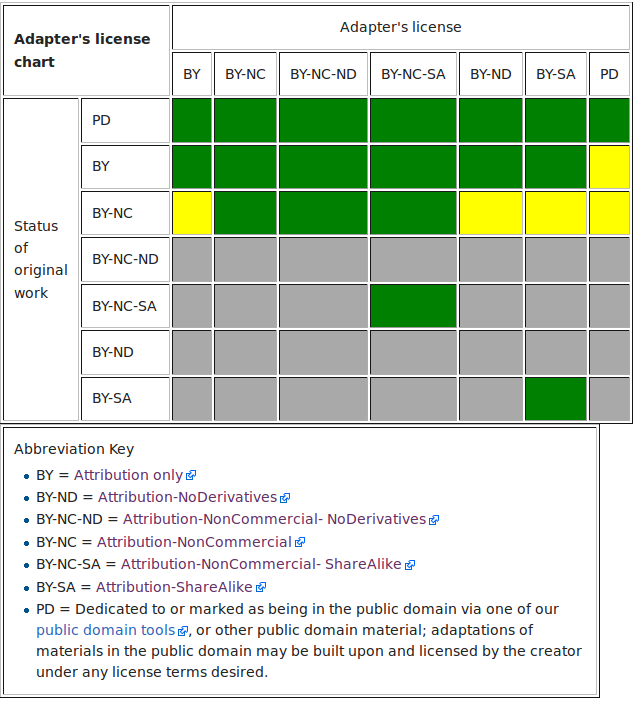 Adapter's license
chart
Adapter's license
BY BY-NC BY-NC-ND BY-NC-SA BY-ND BY-SA PD
Status
of
original
work
PD
BY
BY-NC
BY-NC-ND
BY-NC-SA
BY-ND
BY-SA
Abbreviation Key
• BY = Attribution only
• BY-ND = Attribution-NoDerivatives
• BY-NC-ND = Attribution-NonCommercial- NoDerivatives
• BY-NC = Attribution-NonCommercial
• BY-NC-SA = Attribution-NonCommercial- ShareAlike
• BY-SA = Attribution-ShareAlike
• PD = Dedicated to or marked as being in the public domain via one of our
public domain tools, or other public domain material; adaptations of
materials in the public domain may be built upon and licensed by the creator
under any license terms desired.